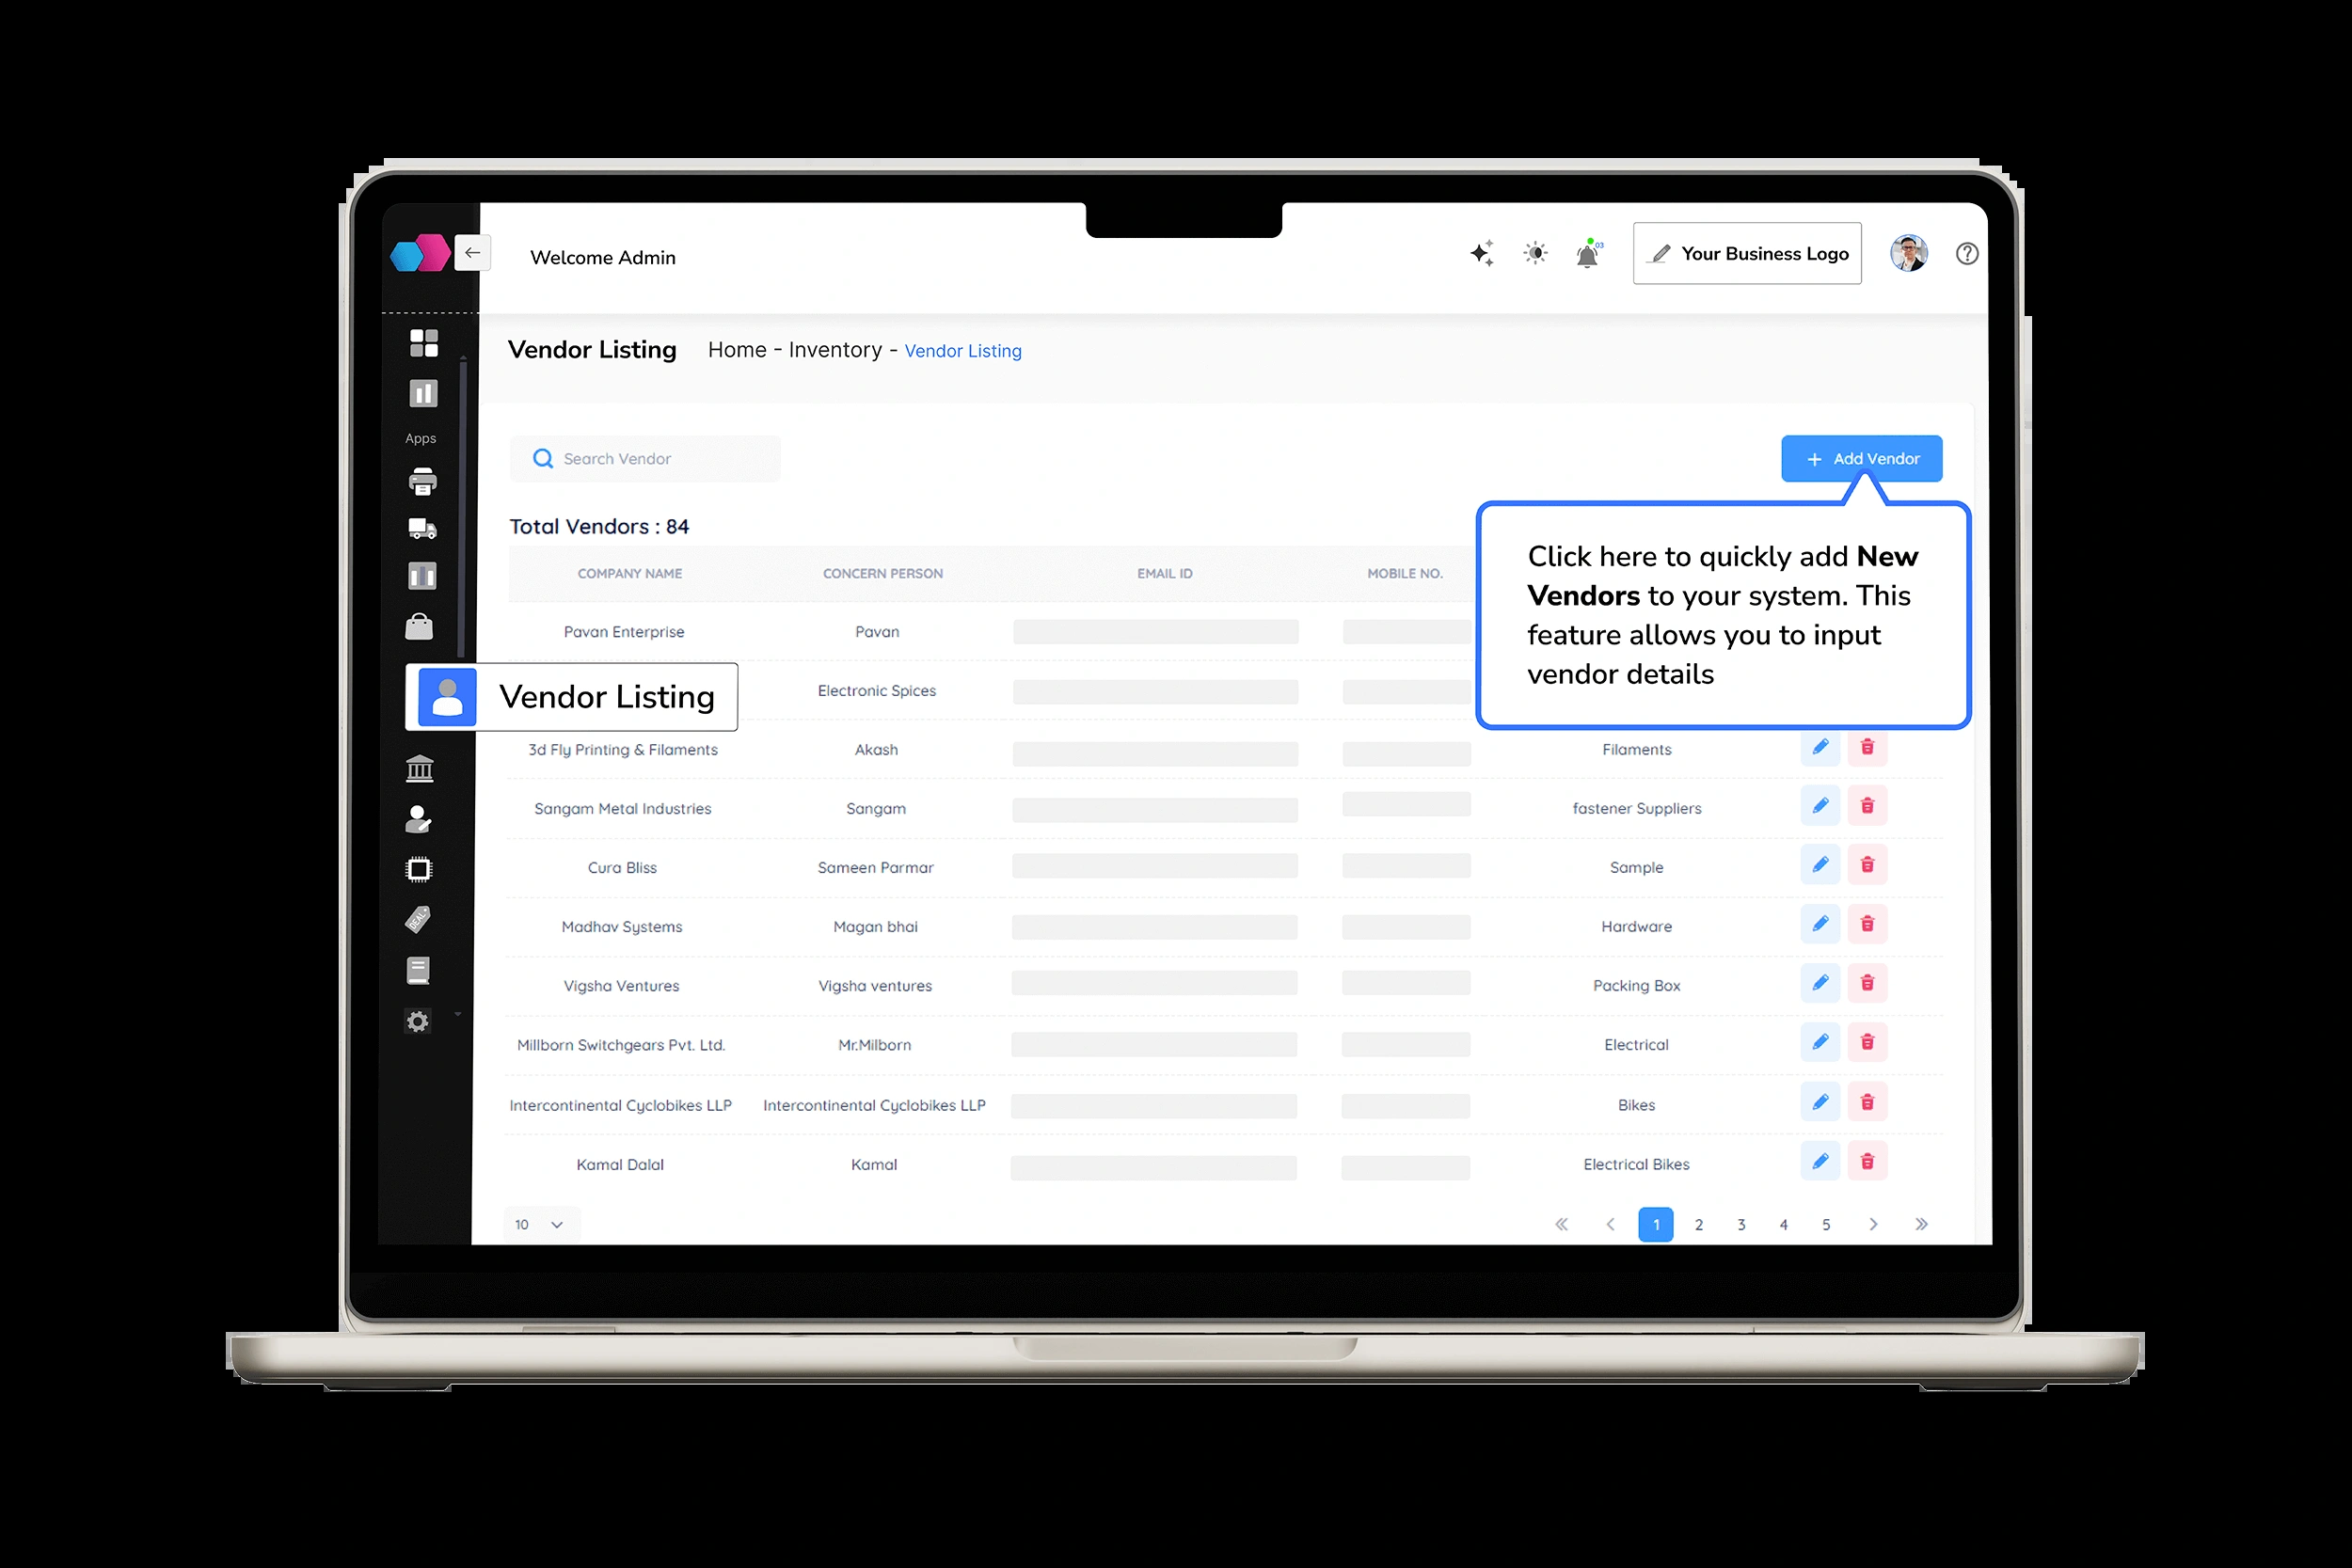 Welcome Admin
03
Your Business Logo
Vendor Listing
Home - Inventory - Vendor Listing
Apps
Search Vendor
+ Add Vendor
Total Vendors : 84
Click here to quickly add New
Vendors to your system. This
feature allows you to input
vendor details
COMPANY NAME CONCERN PERSON EMAIL ID MOBILE NO.
Pavan Enterprise Pavan
Vendor Listing
Electronic Spices
3d Fly Printing & Filaments Akash Filaments
Sangam Metal Industries Sangam fastener Suppliers
Cura Bliss Sameen Parmar Sample
Madhav Systems Magan bhai Hardware
DEAL
Vigsha Ventures Vigsha ventures Packing Box
Millborn Switchgears Pvt. Ltd. Mr.Milborn Electrical
Intercontinental Cyclobikes LLP Intercontinental Cyclobikes LLP Bikes
Kamal Dalal Kamal Electrical Bikes
10
« ‹ 1 2 3 4 5 › »